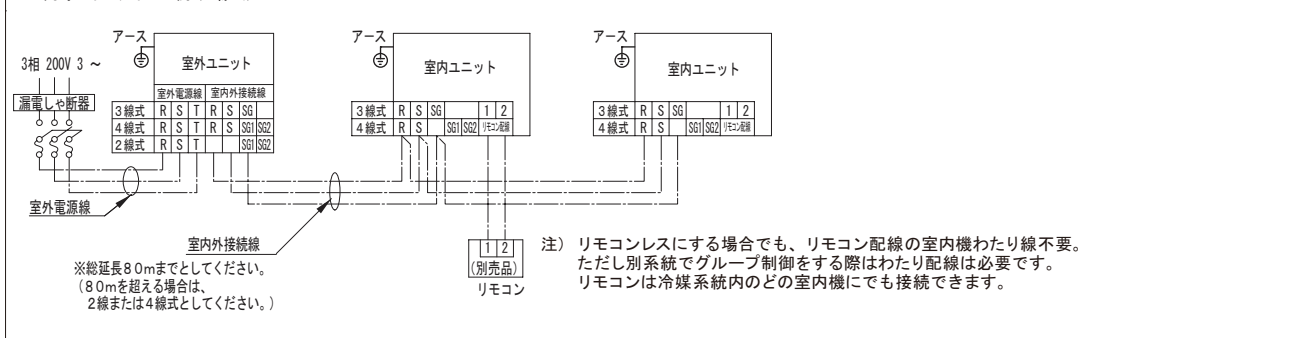 アース
3相 200V 3 ~
漏電しゃ断器
室外ユニット
室外電源線 室内外接続線
3線式 R S T R S SG
4線式 R S T R S SG1 SG2
2線式 R S T SG1 SG2
室外電源線
室内外接続線
※総延長80mまでとしてください。
(80mを超える場合は、
2線または4線式としてください。)
アース
室内ユニット
3線式 R S SG 1 2
4線式 R S SG1 SG2 リモコン配線
アース
室内ユニット
3線式 R S SG 1 2
4線式 R S SG1 SG2 リモコン配線
1 2
(別売品)
リモコン
注) リモコンレスにする場合でも、リモコン配線の室内機わたり線不要。
ただし別系統でグループ制御をする際はわたり配線は必要です。
リモコンは冷媒系統内のどの室内機にでも接続できます。